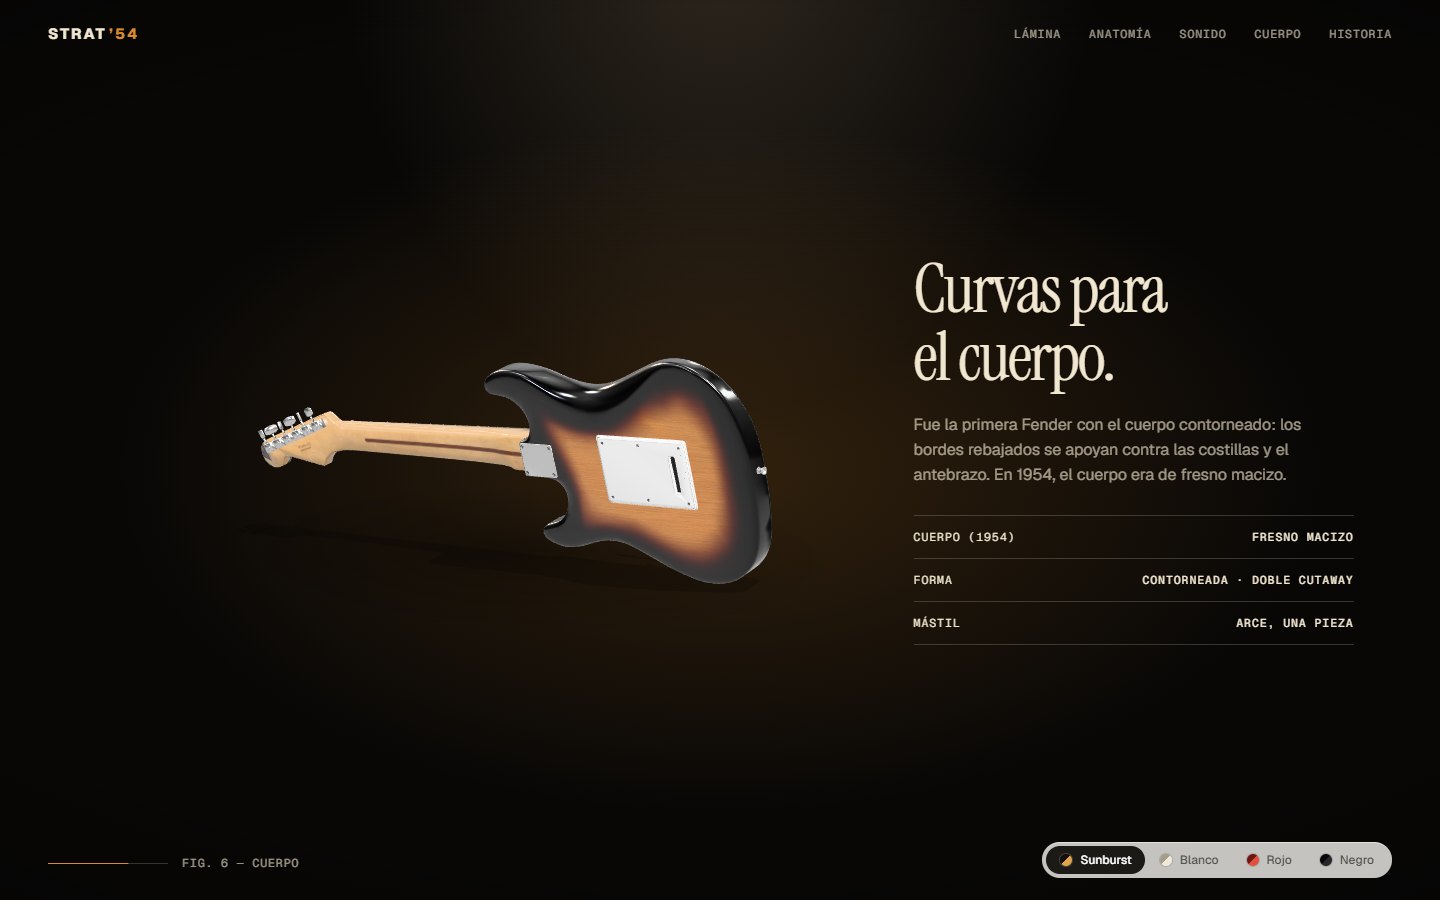 STRAT’54
LÁMINA ANATOMÍA SONIDO CUERPO HISTORIA
Curvas para
el cuerpo.
Fue la primera Fender con el cuerpo contorneado: los
bordes rebajados se apoyan contra las costillas y el
antebrazo. En 1954, el cuerpo era de fresno macizo.
CUERPO (1954) FRESNO MACIZO
FORMA CONTORNEADA · DOBLE CUTAWAY
MÁSTIL ARCE, UNA PIEZA
FIG. 6 — CUERPO
Sunburst Blanco Rojo Negro